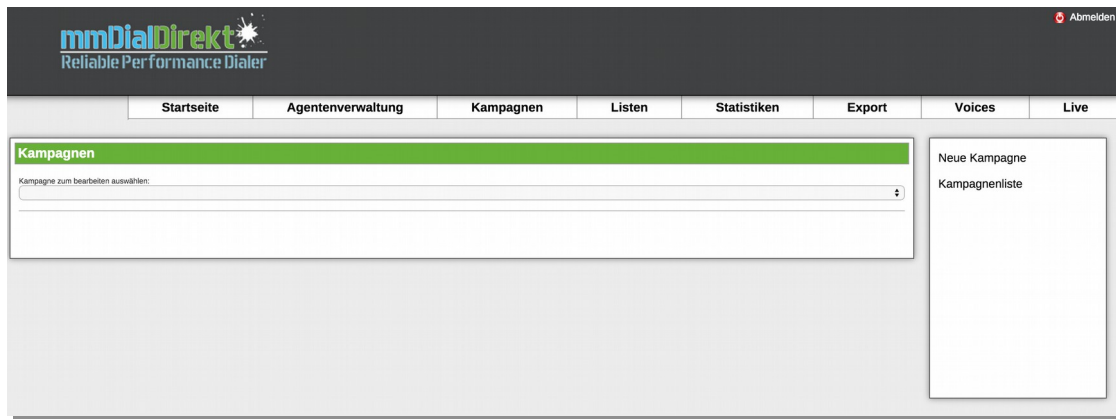 mmDialDirekt
Reliable Performance Dialer
Abmelden
Startseite Agentenverwaltung Kampagnen Listen Statistiken Export Voices Live
Kampagnen
Kampagne zum bearbeiten auswählen:
Neue Kampagne
Kampagnenliste